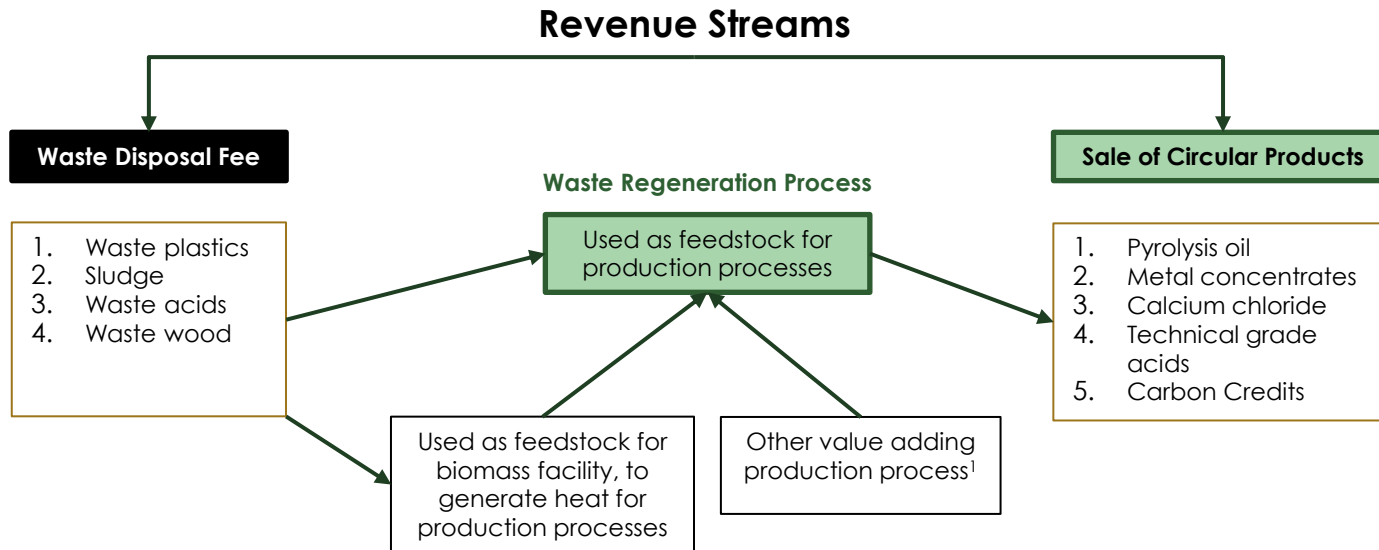 Revenue Streams
Waste Disposal Fee
Sale of Circular Products
Waste Regeneration Process
1. Waste plastics
2. Sludge
3. Waste acids
4. Waste wood
Used as feedstock for
production processes
1. Pyrolysis oil
2. Metal concentrates
3. Calcium chloride
4. Technical grade
acids
5. Carbon Credits
Used as feedstock for
biomass facility, to
generate heat for
production processes
Other value adding
production process¹